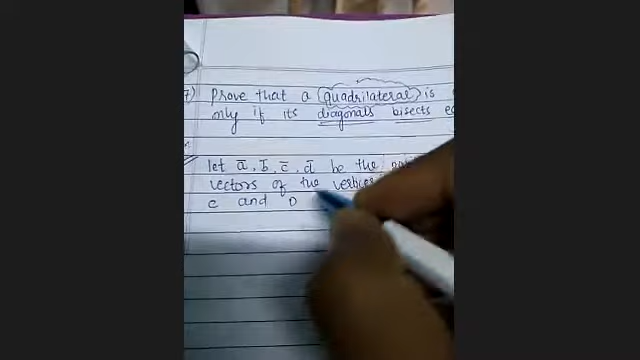 7) Prove that a (quadrilateral) is
only if its diagonals bisects
let a̅, b̅, c̅, d̅ be the
vectors of the vertices
c and D